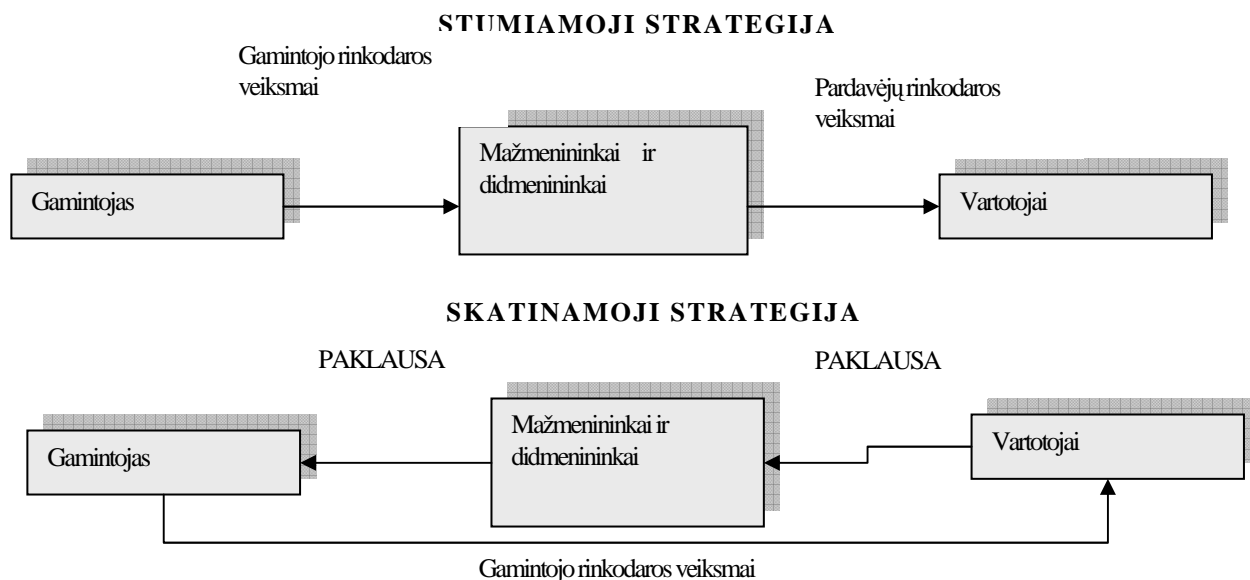 STUMIAMOJI STRATEGIJA
Gamintojo rinkodaros
veiksmai
Pardavėjų rinkodaros
veiksmai
Gamintojas
Mažmenininkai ir
didmenininkai
Vartotojai
SKATINAMOJI STRATEGIJA
PAKLAUSA
PAKLAUSA
Gamintojas
Mažmenininkai ir
didmenininkai
Vartotojai
Gamintojo rinkodaros veiksmai